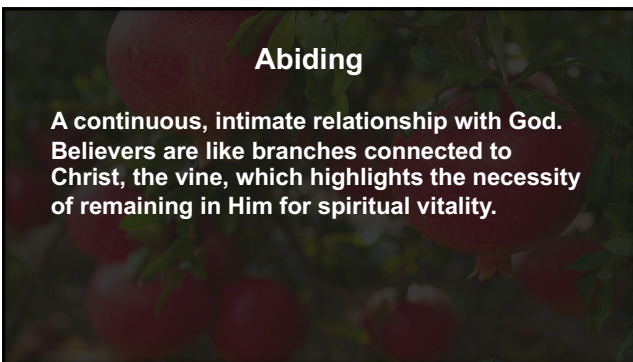 Abiding
A continuous, intimate relationship with God.
Believers are like branches connected to
Christ, the vine, which highlights the necessity
of remaining in Him for spiritual vitality.